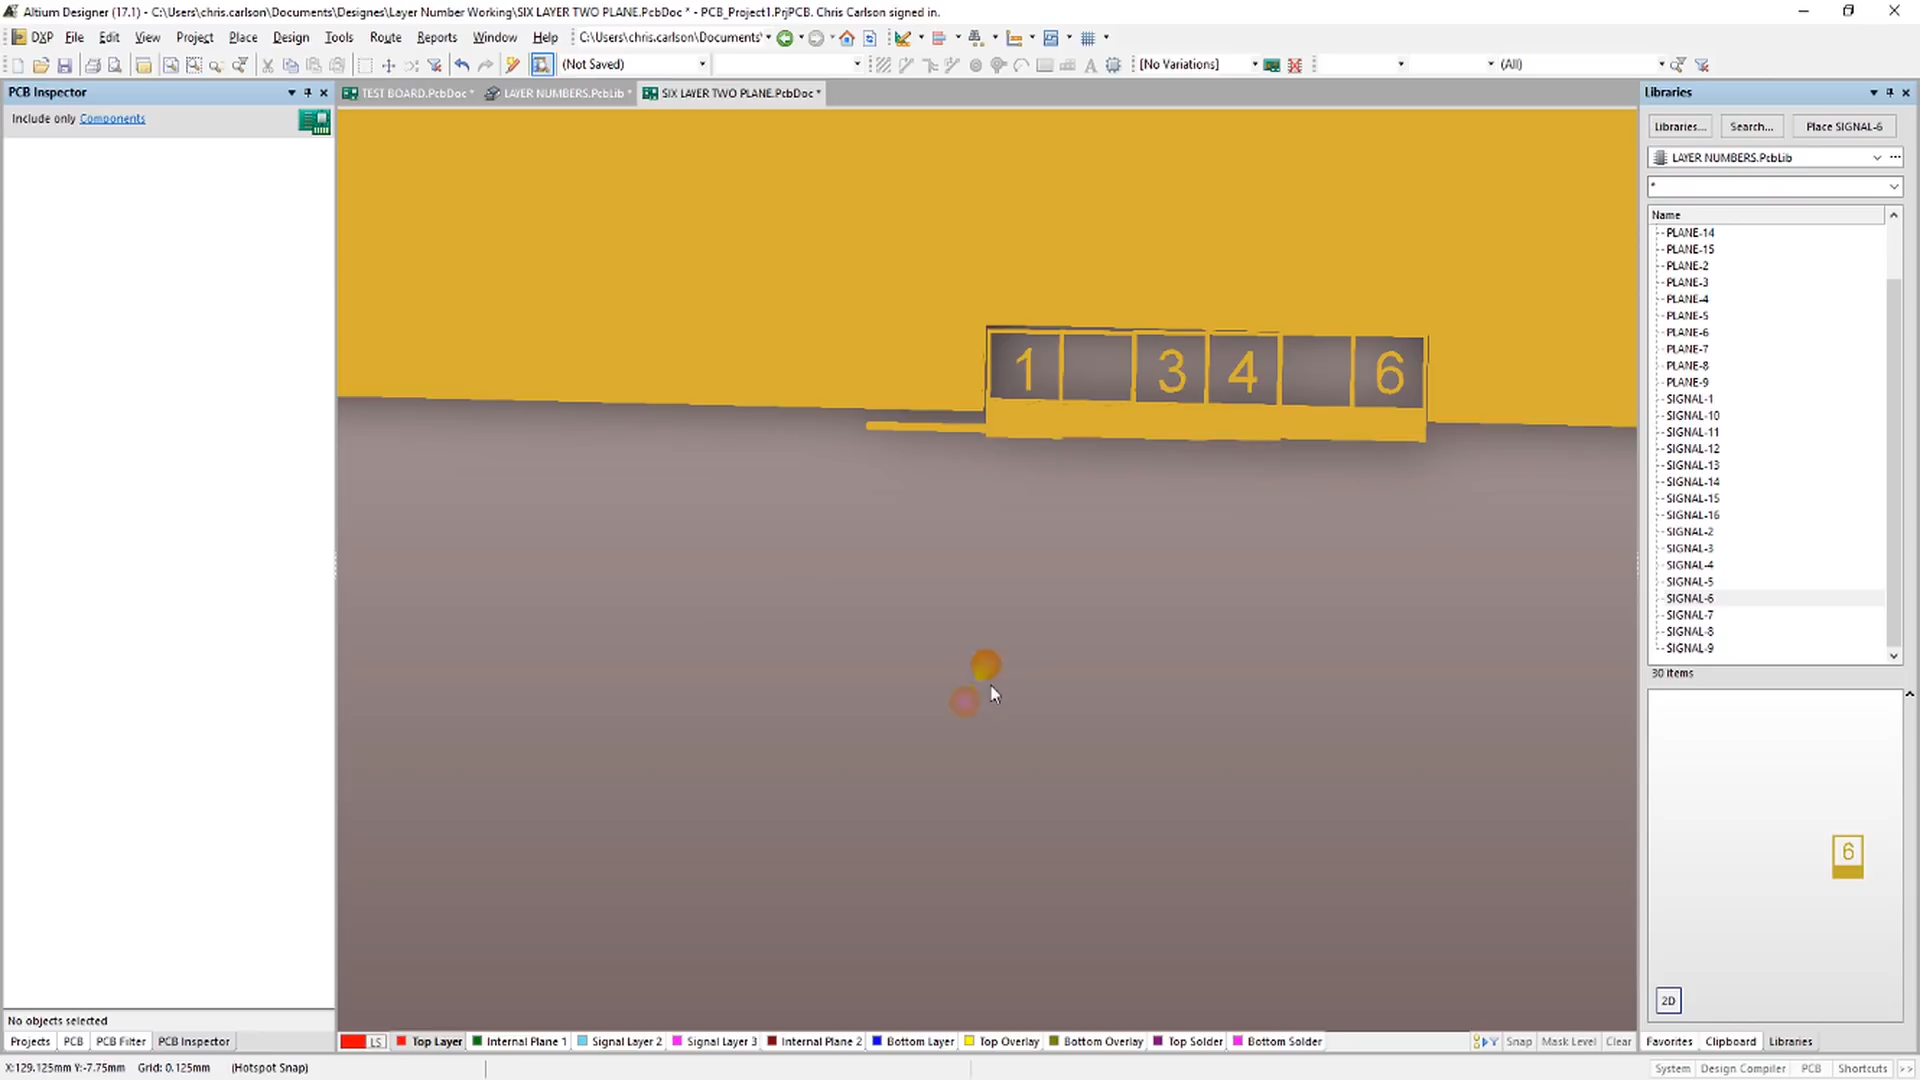 Altium Designer (17.1) - C:\Users\chris.carlson\Documents\Designes\Layer Number Working\SIX LAYER TWO PLANE.PcbDoc * - PCB_Project1.PrjPCB. Chris Carlson signed in.
DXP File Edit View Project Place Design Tools Route Reports Window Help C:\Users\chris.carlson\Documents\
(Not Saved) [No Variations] (All)
PCB Inspector
Include only Components
TEST BOARD.PcbDoc * LAYER NUMBERS.PcbLib * SIX LAYER TWO PLANE.PcbDoc *
1 3 4 6
Libraries
Libraries... Search... Place SIGNAL-6
LAYER NUMBERS.PcbLib ...
*
Name
PLANE-14
PLANE-15
PLANE-2
PLANE-3
PLANE-4
PLANE-5
PLANE-6
PLANE-7
PLANE-8
PLANE-9
SIGNAL-1
SIGNAL-10
SIGNAL-11
SIGNAL-12
SIGNAL-13
SIGNAL-14
SIGNAL-15
SIGNAL-16
SIGNAL-2
SIGNAL-3
SIGNAL-4
SIGNAL-5
SIGNAL-6
SIGNAL-7
SIGNAL-8
SIGNAL-9
30 items
6
2D
No objects selected
Projects PCB PCB Filter PCB Inspector
LS Top Layer Internal Plane 1 Signal Layer 2 Signal Layer 3 Internal Plane 2 Bottom Layer Top Overlay Bottom Overlay Top Solder Bottom Solder Snap Mask Level Clear
Favorites Clipboard Libraries
X:129.125mm Y:-7.75mm Grid: 0.125mm (Hotspot Snap)
System Design Compiler PCB Shortcuts >>